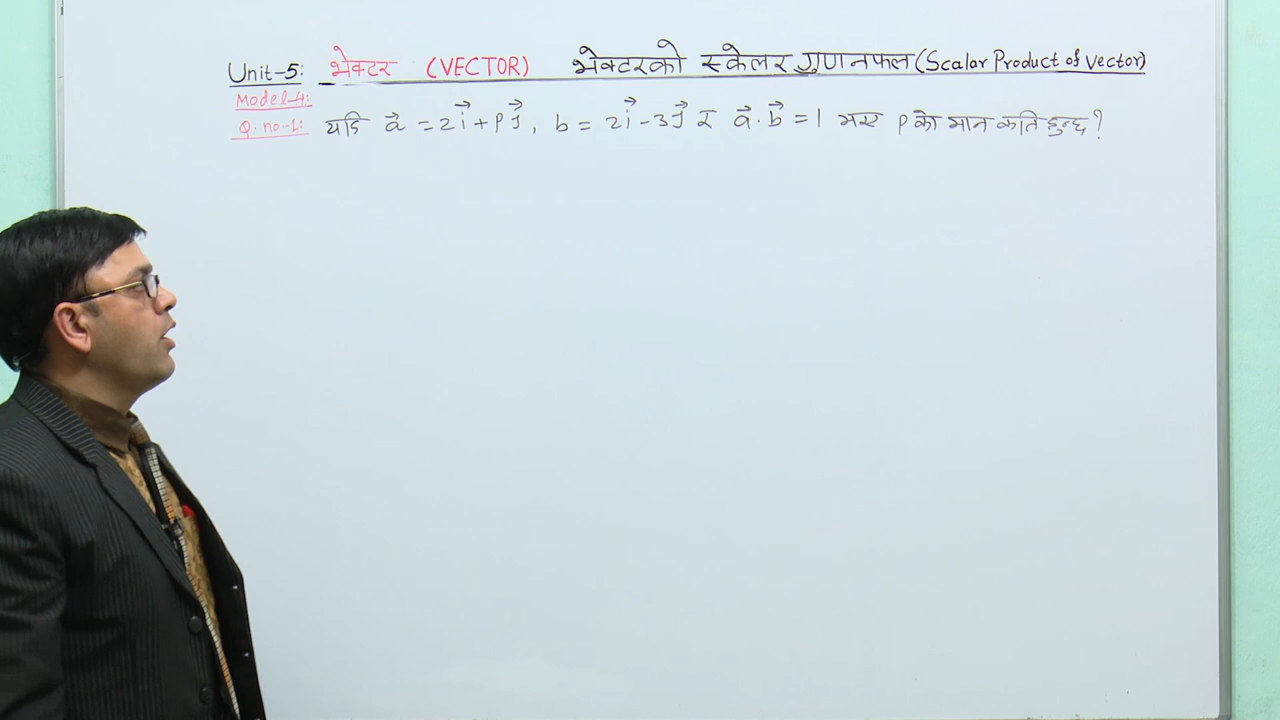 Unit-5: भेक्टर (VECTOR) भेक्टरको स्केलर गुणनफल (Scalar Product of vector)
Model-4:
Q.no-1: यदि a⃗ = 2i⃗ + pj⃗, b = 2i⃗ - 3j⃗ र a⃗.b⃗ = 1 भए p को मान कति हुन्छ?